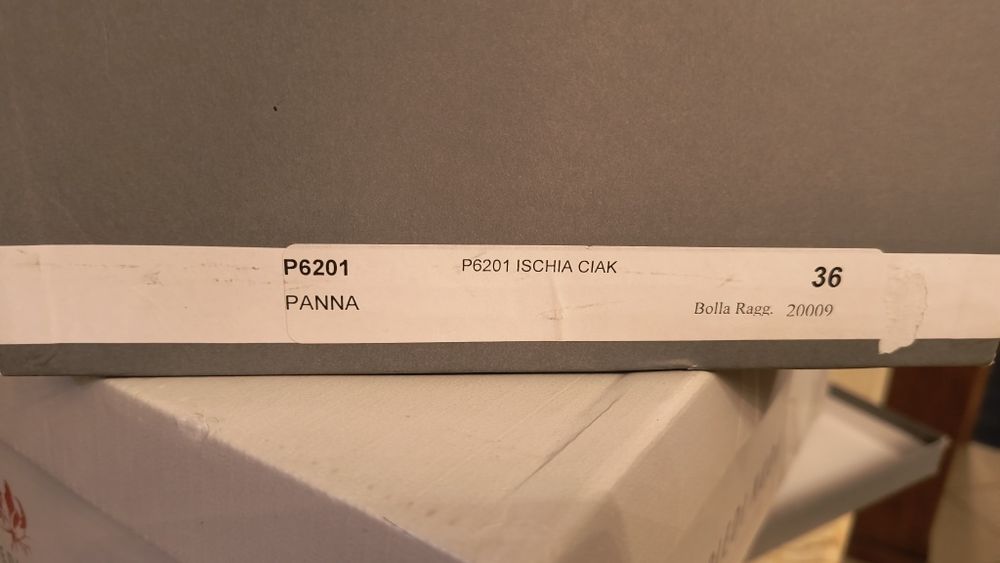 P6201 P6201 ISCHIA CIAK 36
PANNA Bolla Ragg. 20009